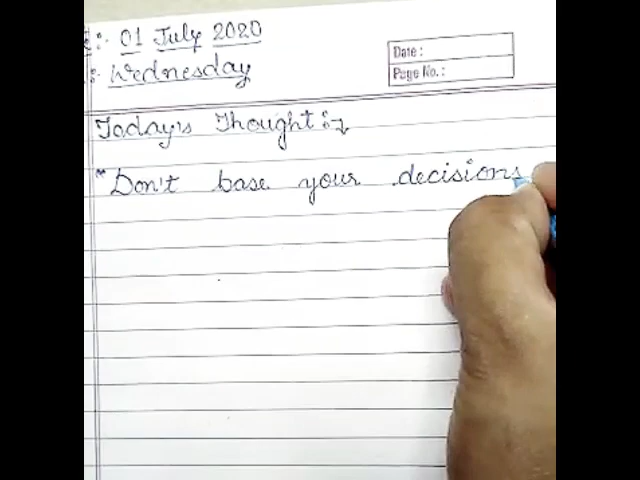 :- 01 July 2020
:- Wednesday
Date :
Page No. :
Today's Thought :→
"Don't base your decisions